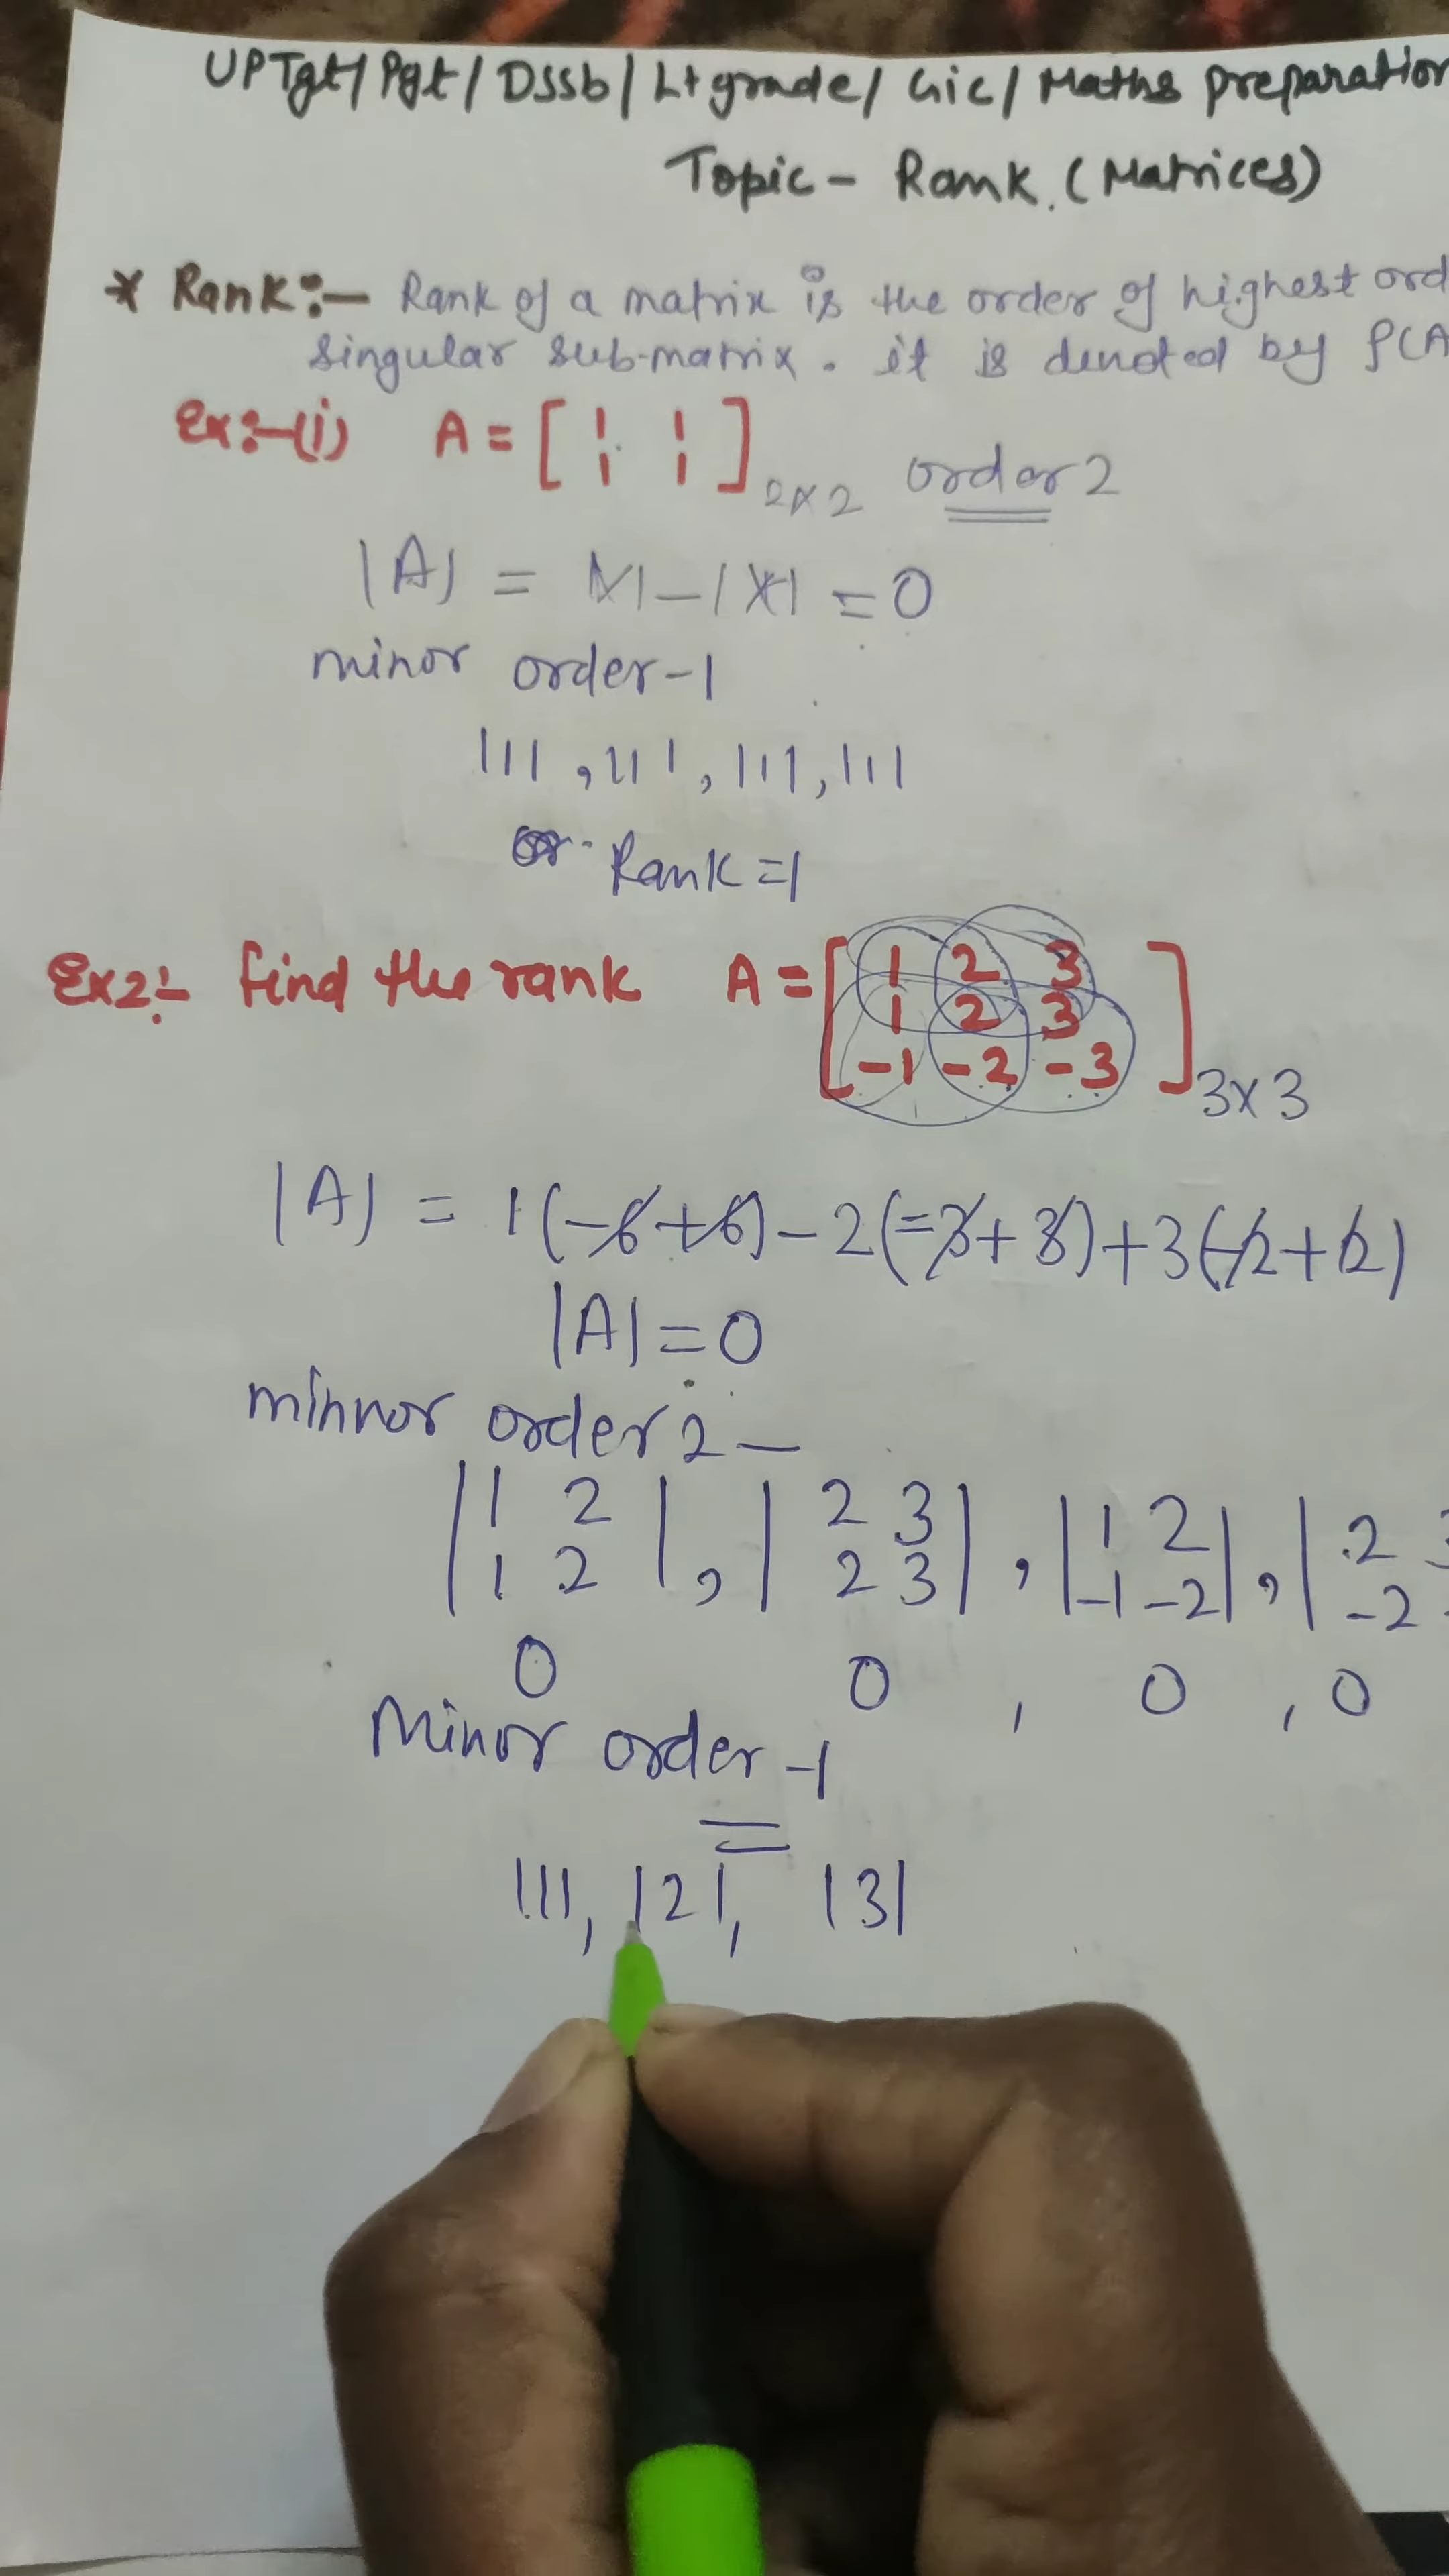 UPTgt/Pgt/Dssb/Lt grade/Gic/Maths preparation
Topic - Rank. (Matrices)
* Rank:- Rank of a matrix is the order of highest ord
singular sub-matrix. it is denoted by ρ(A
Ex:-(i) A = [1 1
1 1] 2×2 order 2
|A| = 1×1-1×1 = 0
minor order-1
|1|, |1|, |1|, |1|
Rank = 1
Ex2:- find the rank A = [1 2 3
1 2 3
-1 -2 -3] 3×3
|A| = 1(-6+6)-2(-3+3)+3(-2+2)
|A| = 0
minnor order 2 -
|1 2|, |2 3|, |1 2|, |2 3
|1 2|, |2 3|, |-1 -2|, |-2
0 0 , 0 , 0
Minor order -1
|1|, |2|, |3|